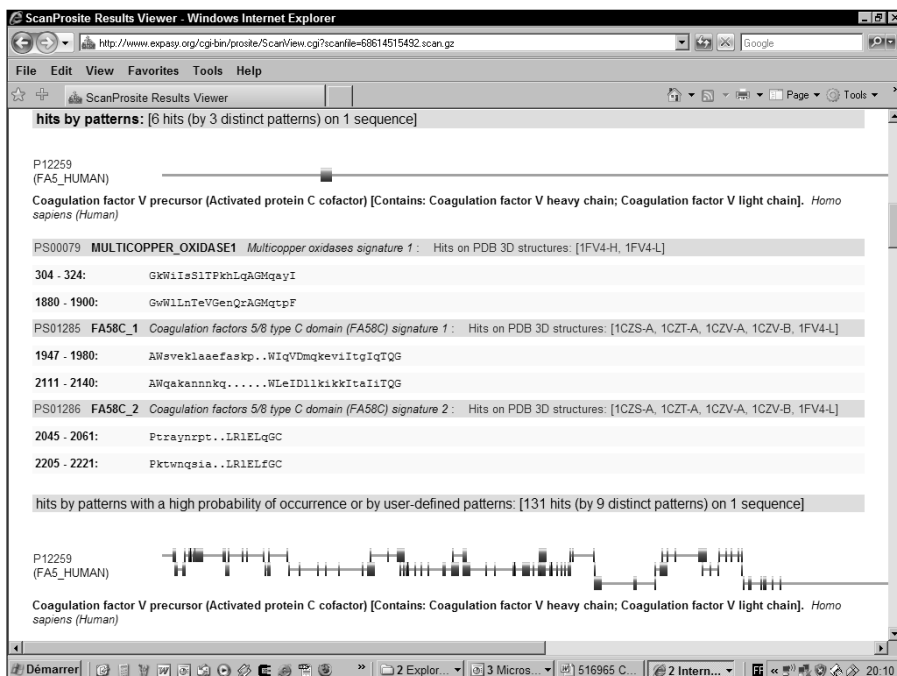 ScanProsite Results Viewer - Windows Internet Explorer
http://www.expasy.org/cgi-bin/prosite/ScanView.cgi?scanfile=68614515492.scan.gz
Google
File Edit View Favorites Tools Help
ScanProsite Results Viewer
Page Tools
hits by patterns: [6 hits (by 3 distinct patterns) on 1 sequence]
P12259
(FA5_HUMAN)
Coagulation factor V precursor (Activated protein C cofactor) [Contains: Coagulation factor V heavy chain; Coagulation factor V light chain]. Homo
sapiens (Human)
PS00079 MULTICOPPER_OXIDASE1 Multicopper oxidases signature 1 : Hits on PDB 3D structures: [1FV4-H, 1FV4-L]
304 - 324: GkWiIsSlTPkhLqAGMqayI
1880 - 1900: GwWlLnTeVGenQrAGMqtpF
PS01285 FA58C_1 Coagulation factors 5/8 type C domain (FA58C) signature 1 : Hits on PDB 3D structures: [1CZS-A, 1CZT-A, 1CZV-A, 1CZV-B, 1FV4-L]
1947 - 1980: AWsveklaaefaskp..WIqVDmqkeviItgIqTQG
2111 - 2140: AWqakannnkq......WLeIDllkikkItaIiTQG
PS01286 FA58C_2 Coagulation factors 5/8 type C domain (FA58C) signature 2 : Hits on PDB 3D structures: [1CZS-A, 1CZT-A, 1CZV-A, 1CZV-B, 1FV4-L]
2045 - 2061: Ptraynrpt..LRlELqGC
2205 - 2221: Pktwnqsia..LRlELfGC
hits by patterns with a high probability of occurrence or by user-defined patterns: [131 hits (by 9 distinct patterns) on 1 sequence]
P12259
(FA5_HUMAN)
Coagulation factor V precursor (Activated protein C cofactor) [Contains: Coagulation factor V heavy chain; Coagulation factor V light chain]. Homo
sapiens (Human)
Démarrer » 2 Explor... 3 Micros... 516965 C... 2 Intern... « 20:10